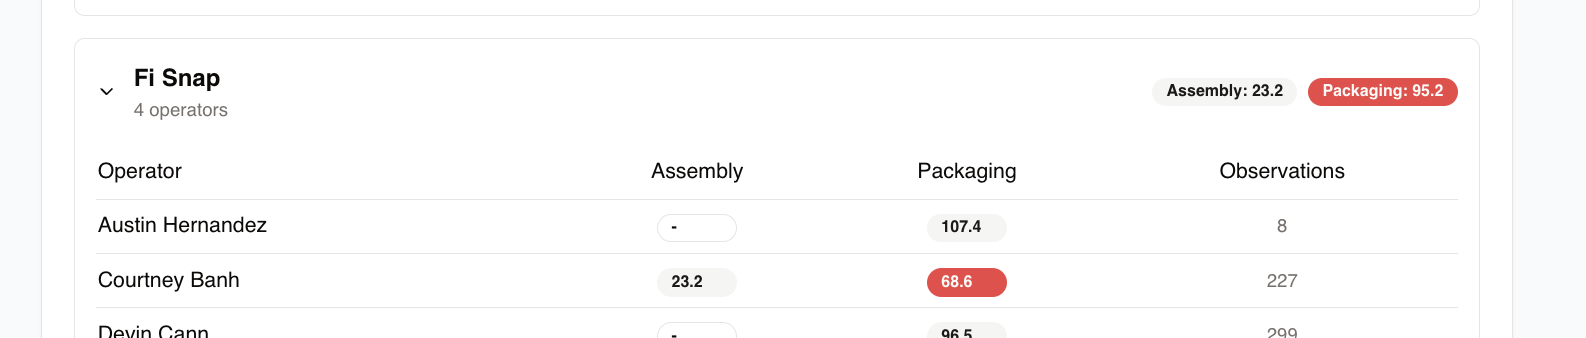 Fi Snap
4 operators
Assembly: 23.2 Packaging: 95.2
Operator Assembly Packaging Observations
Austin Hernandez - 107.4 8
Courtney Banh 23.2 68.6 227
Devin Cann - 96.5 299